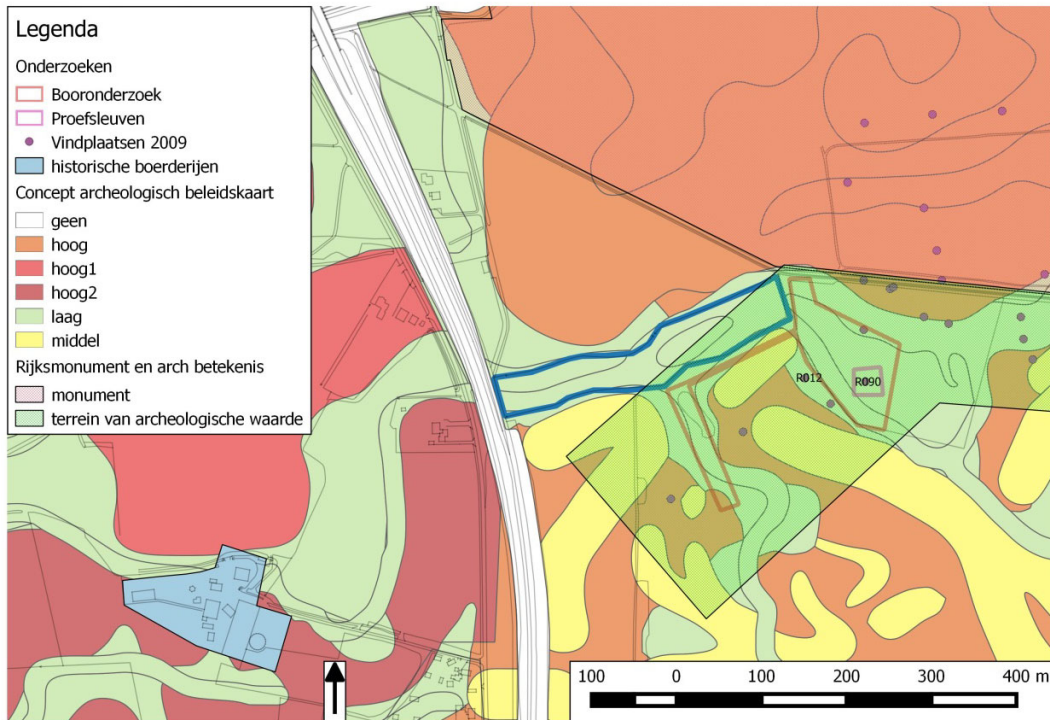 Legenda
Onderzoeken
Booronderzoek
Proefsleuven
Vindplaatsen 2009
historische boerderijen
Concept archeologisch beleidskaart
geen
hoog
hoog1
hoog2
laag
middel
Rijksmonument en arch betekenis
monument
terrein van archeologische waarde
R012
R090
100 0 100 200 300 400 m